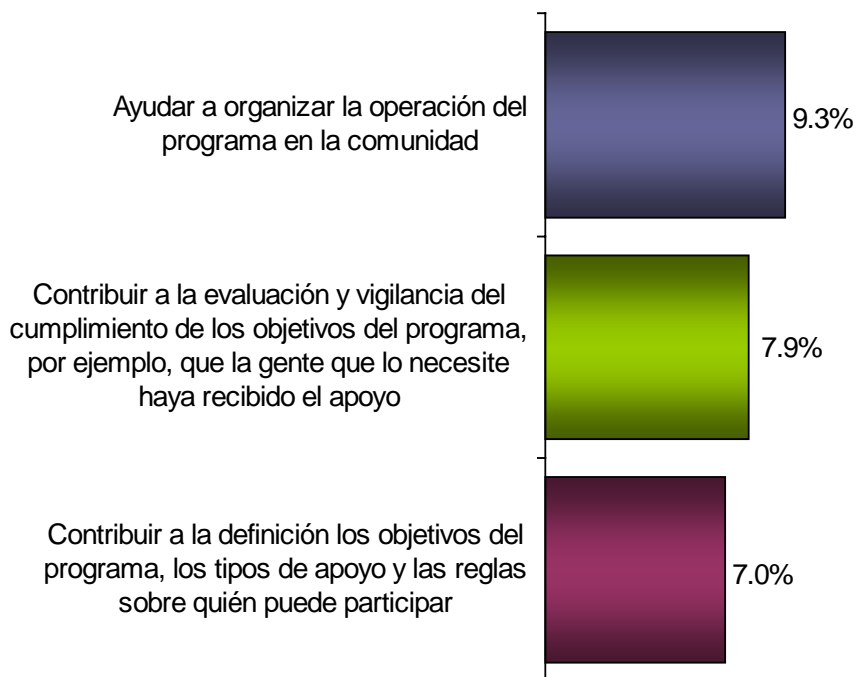 Ayudar a organizar la operación del
programa en la comunidad
9.3%
Contribuir a la evaluación y vigilancia del
cumplimiento de los objetivos del programa,
por ejemplo, que la gente que lo necesite
haya recibido el apoyo
7.9%
Contribuir a la definición los objetivos del
programa, los tipos de apoyo y las reglas
sobre quién puede participar
7.0%